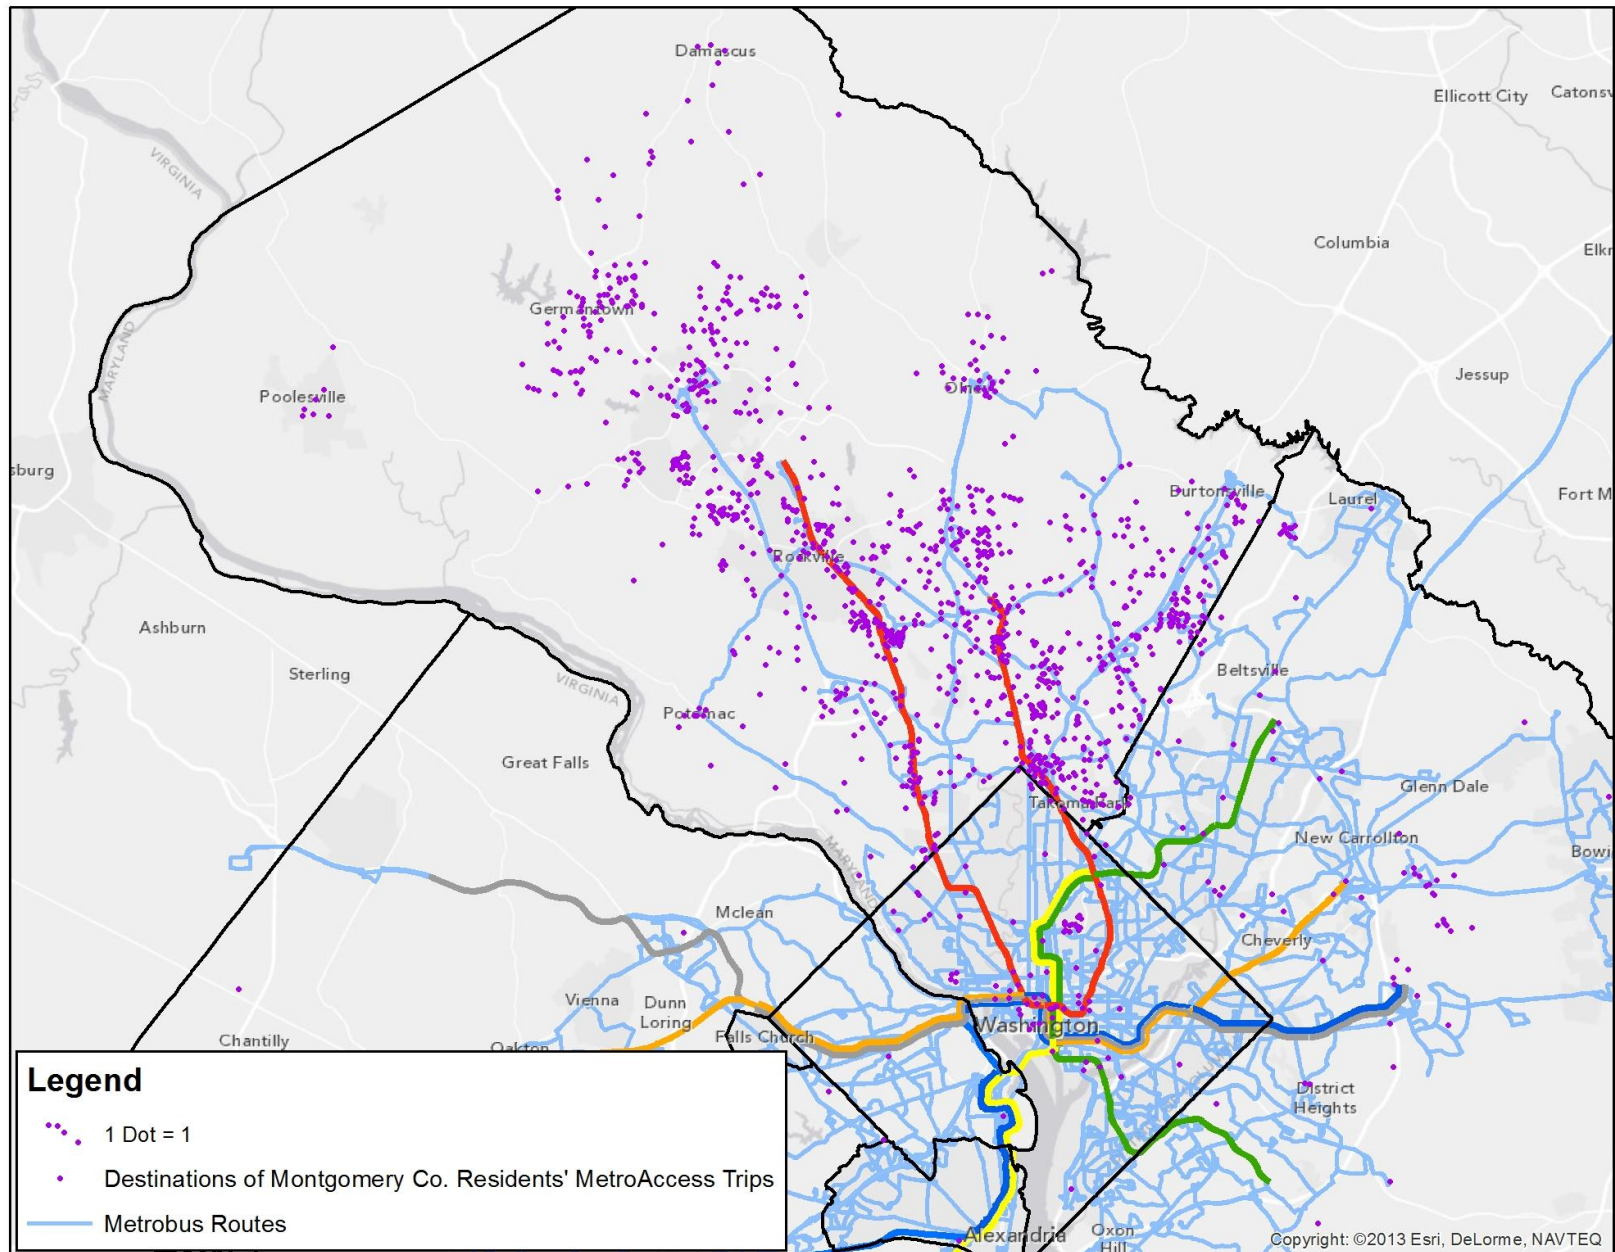 Damascus
Ellicott City
Catonsv
VIRGINIA
Columbia
Elkr
Germantown
MARYLAND
Poolesville
Olney
Jessup
sburg
Burtonsville
Laurel
Fort M
Rockville
Ashburn
Sterling
Beltsville
VIRGINIA
Potomac
Great Falls
Glenn Dale
Takoma Park
New Carrollton
MARYLAND
Bowi
Mclean
Cheverly
Vienna
Dunn
Loring
Washington
Falls Church
Chantilly
Oakton
District
Heights
Legend
1 Dot = 1
Destinations of Montgomery Co. Residents' MetroAccess Trips
Metrobus Routes
Alexandria
Oxon
Hill
Copyright: ©2013 Esri, DeLorme, NAVTEQ